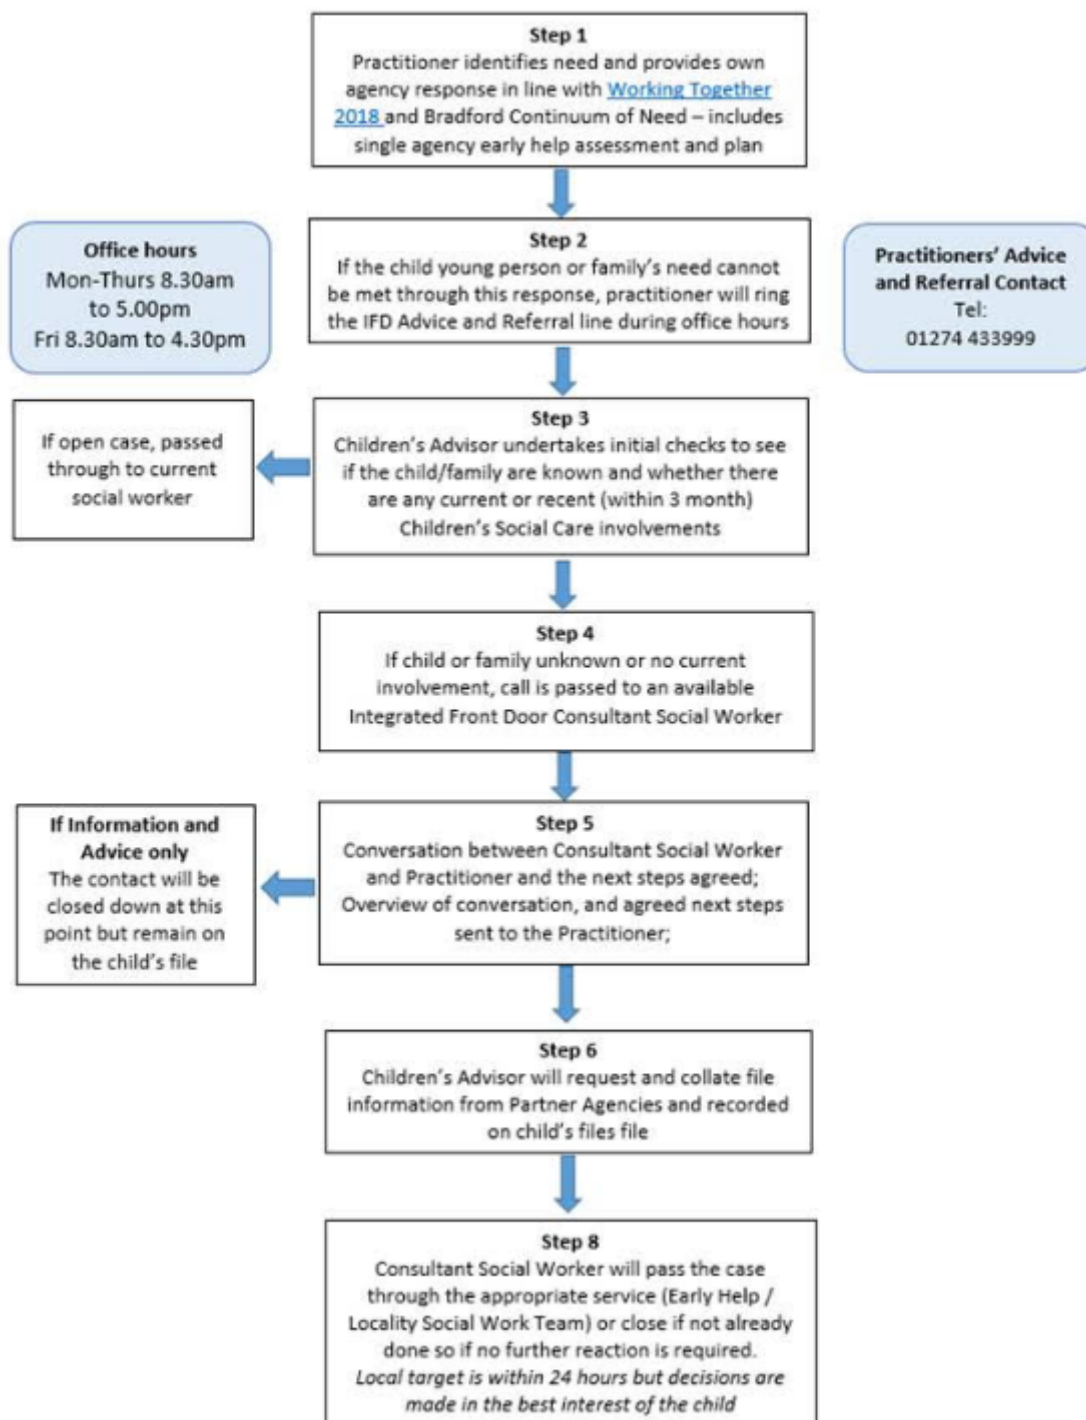 Step 1
Practitioner identifies need and provides own
agency response in line with Working Together
2018 and Bradford Continuum of Need – includes
single agency early help assessment and plan
Office hours
Mon-Thurs 8.30am
to 5.00pm
Fri 8.30am to 4.30pm
Step 2
If the child young person or family's need cannot
be met through this response, practitioner will ring
the IFD Advice and Referral line during office hours
Practitioners' Advice
and Referral Contact
Tel:
01274 433999
Step 3
Children's Advisor undertakes initial checks to see
if the child/family are known and whether there
are any current or recent (within 3 month)
Children's Social Care involvements
If open case, passed
through to current
social worker
Step 4
If child or family unknown or no current
involvement, call is passed to an available
Integrated Front Door Consultant Social Worker
Step 5
Conversation between Consultant Social Worker
and Practitioner and the next steps agreed;
Overview of conversation, and agreed next steps
sent to the Practitioner;
If Information and
Advice only
The contact will be
closed down at this
point but remain on
the child's file
Step 6
Children's Advisor will request and collate file
information from Partner Agencies and recorded
on child's files file
Step 8
Consultant Social Worker will pass the case
through the appropriate service (Early Help /
Locality Social Work Team) or close if not already
done so if no further reaction is required.
Local target is within 24 hours but decisions are
made in the best interest of the child